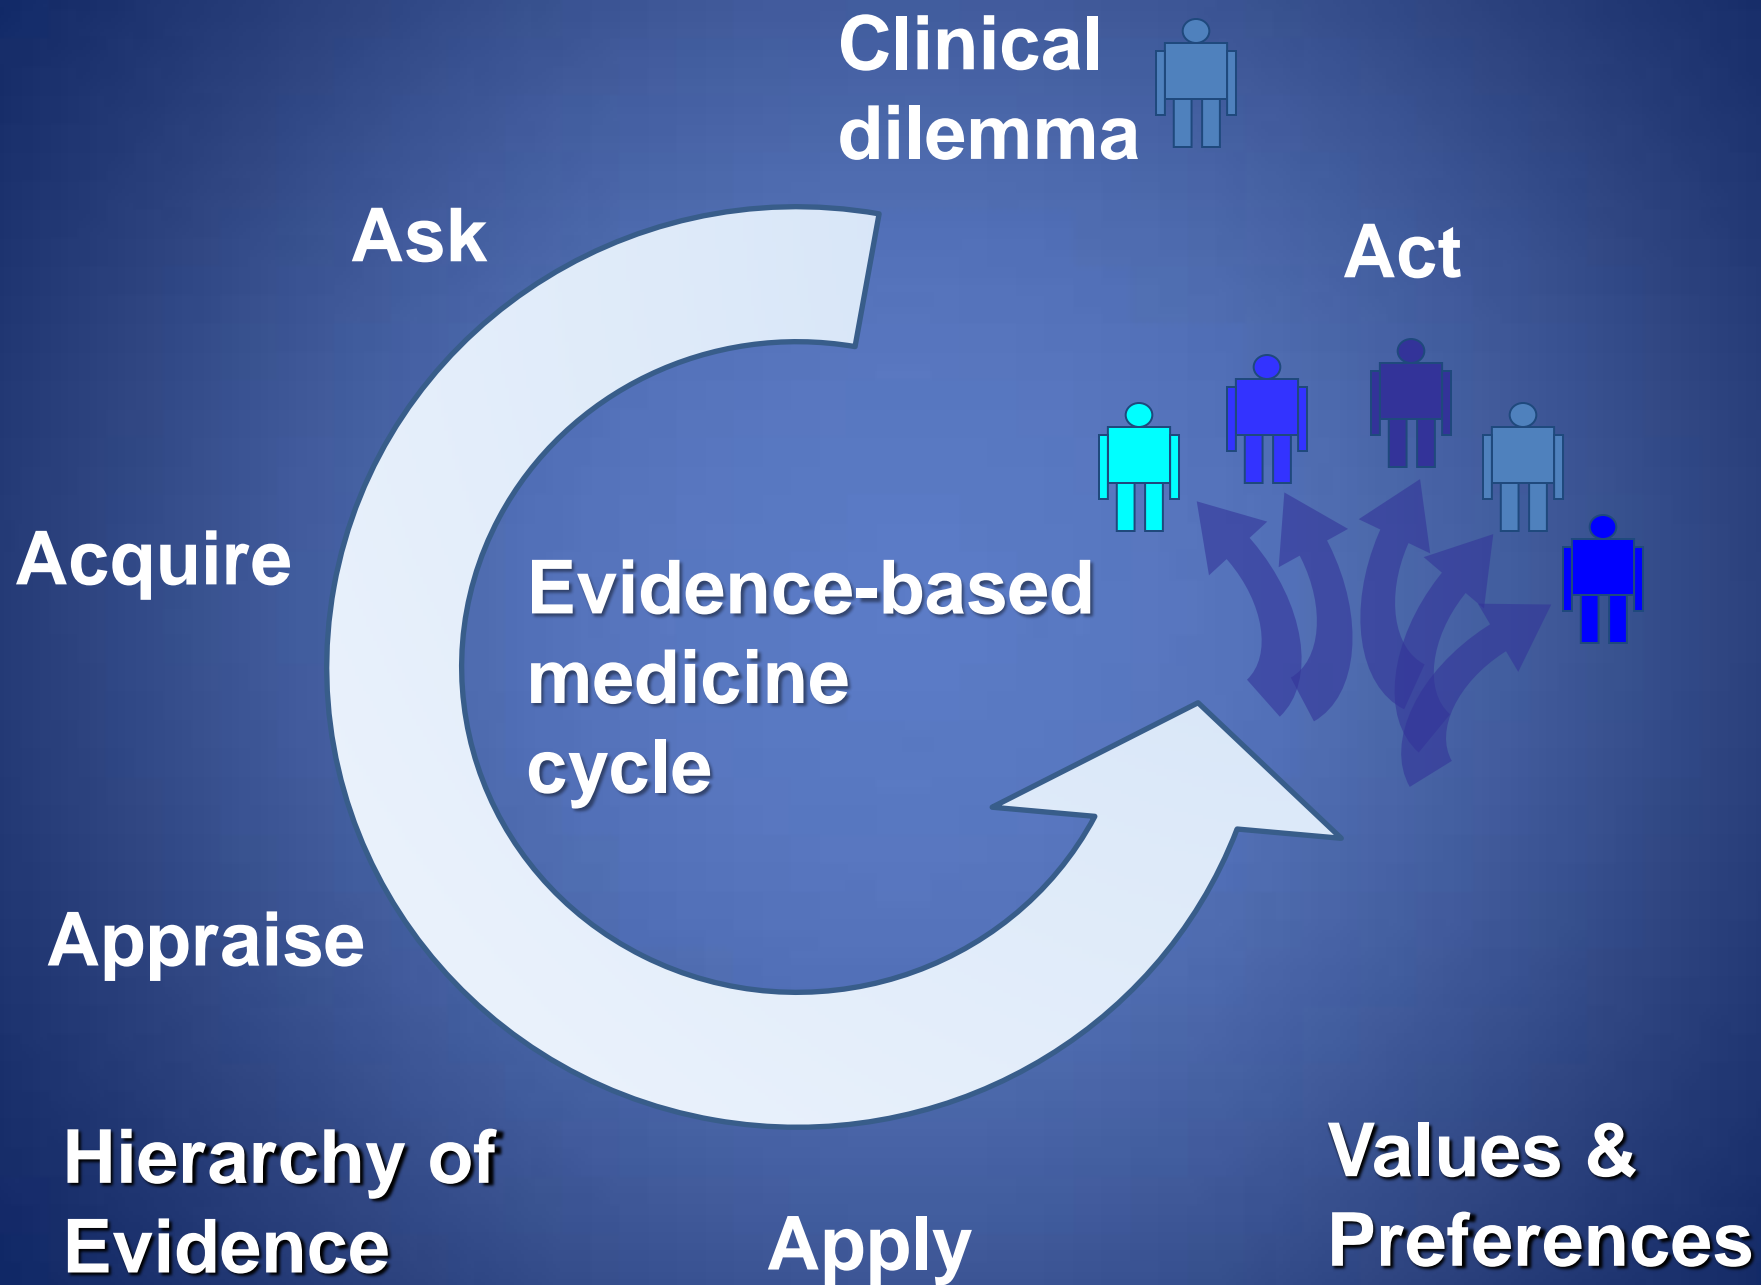 Clinical
dilemma
Ask
Act
Acquire
Evidence-based
medicine
cycle
Appraise
Hierarchy of
Evidence
Apply
Values &
Preferences